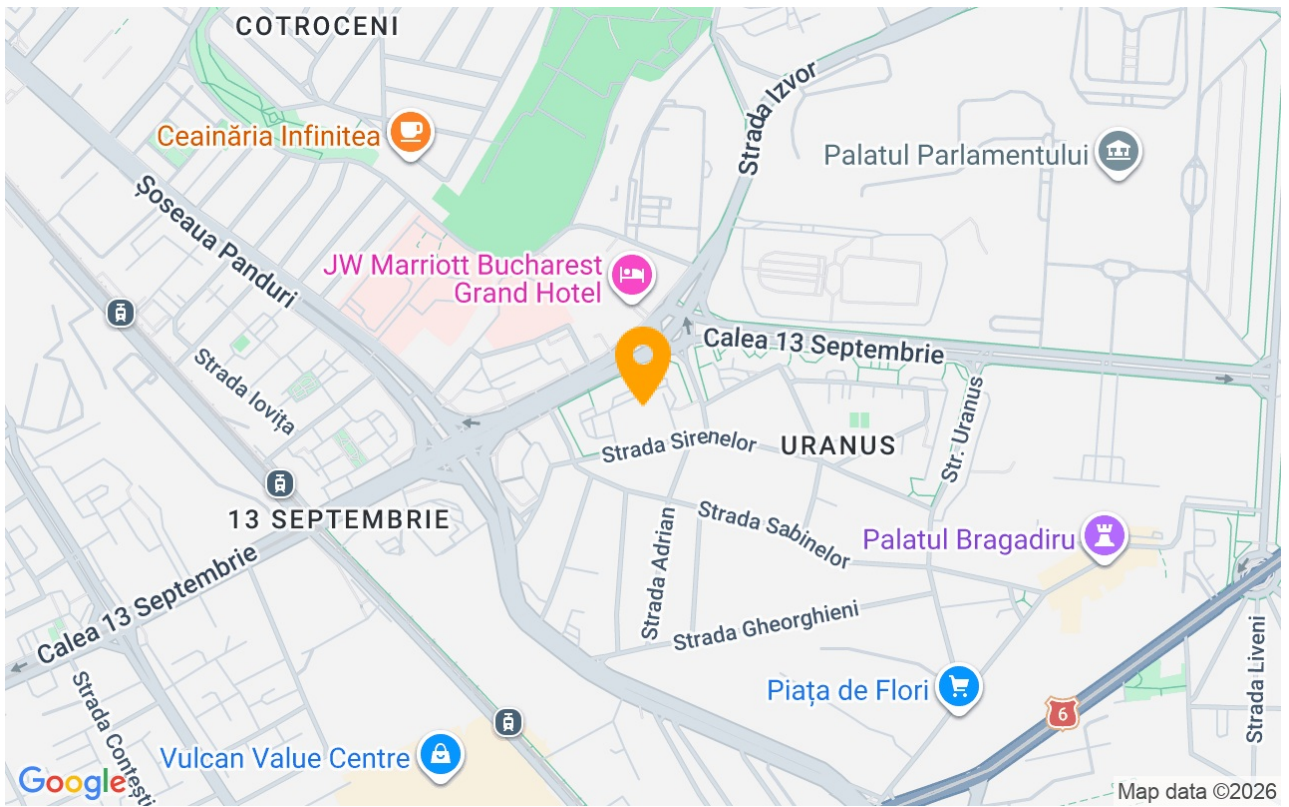 COTROCENI
Ceainăria Infinitea
Strada Izvor
Palatul Parlamentului
Șoseaua Panduri
JW Marriott Bucharest
Grand Hotel
Calea 13 Septembrie
Strada Iovița
Strada Sirenelor
URANUS
Str. Uranus
13 SEPTEMBRIE
Strada Sabinelor
Palatul Bragadiru
Strada Adrian
Calea 13 Septembrie
Strada Gheorghieni
Strada Liveni
Piața de Flori
6
Strada Contești
Vulcan Value Centre
Google
Map data ©2026